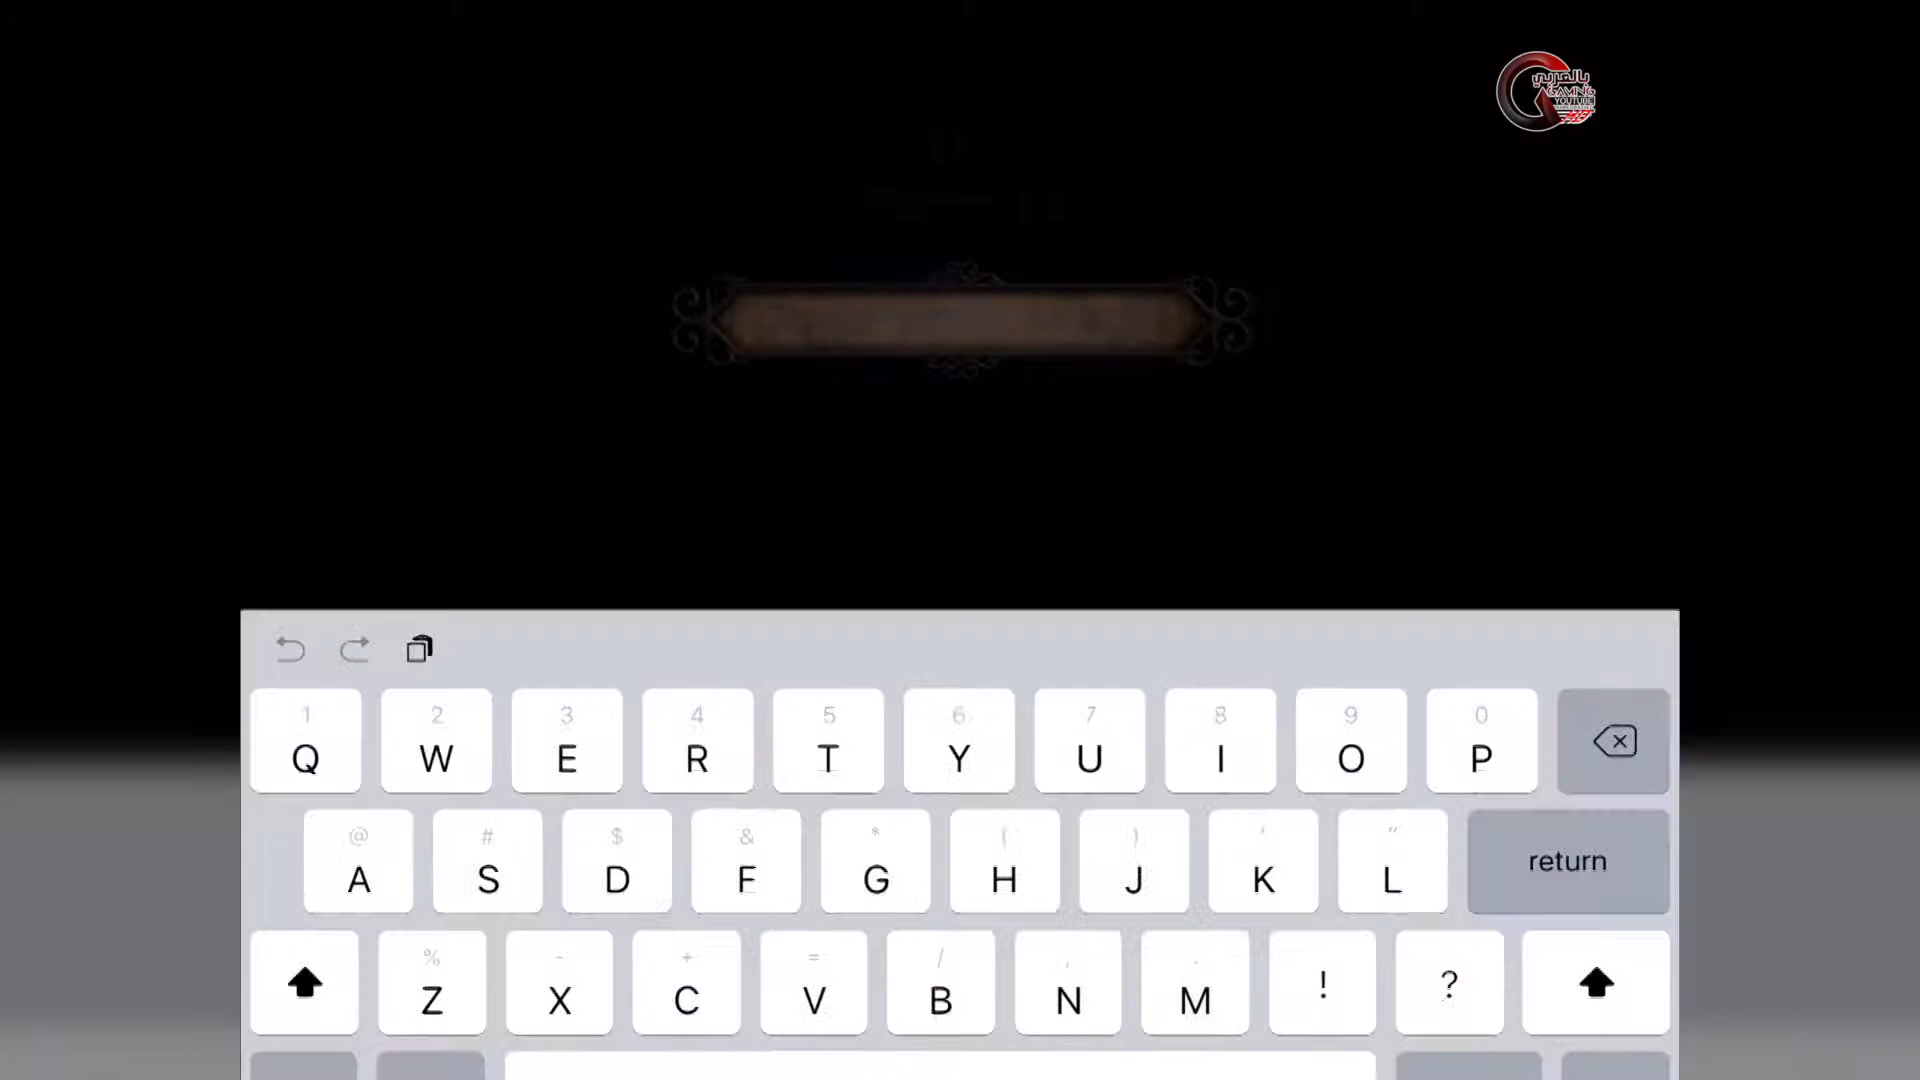 بالعربي
GAMING
YOUTUBE
1 2 3 4 5 6 7 8 9 0
Q W E R T Y U I O P
@ # $ & * ( ) ' "
A S D F G H J K L return
% - + = / , .
Z X C V B N M ! ?